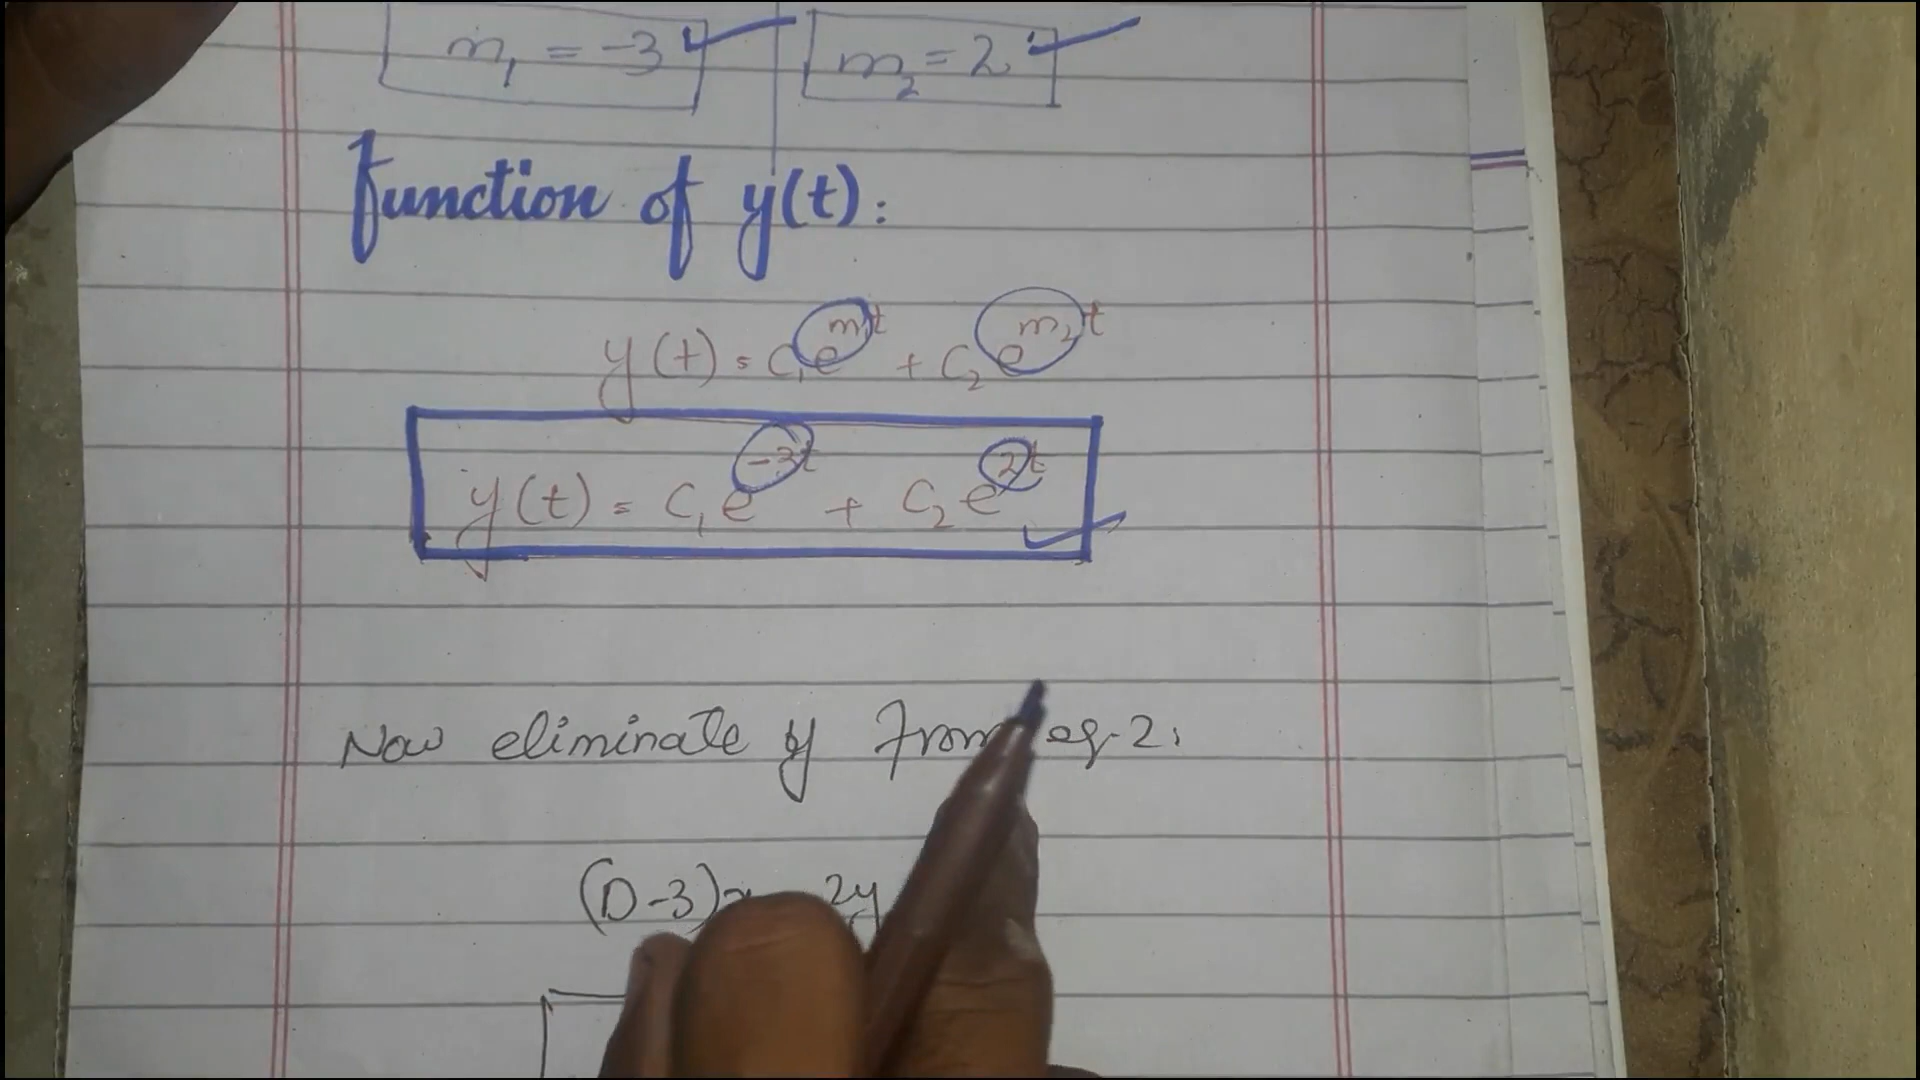 m₁ = -3 m₂ = 2
Function of y(t):
y(t) = c₁e^m₁t + c₂e^m₂t
y(t) = c₁e^-3t + c₂e^2t
Now eliminate y from eq. 2.
(D-3)x 2y